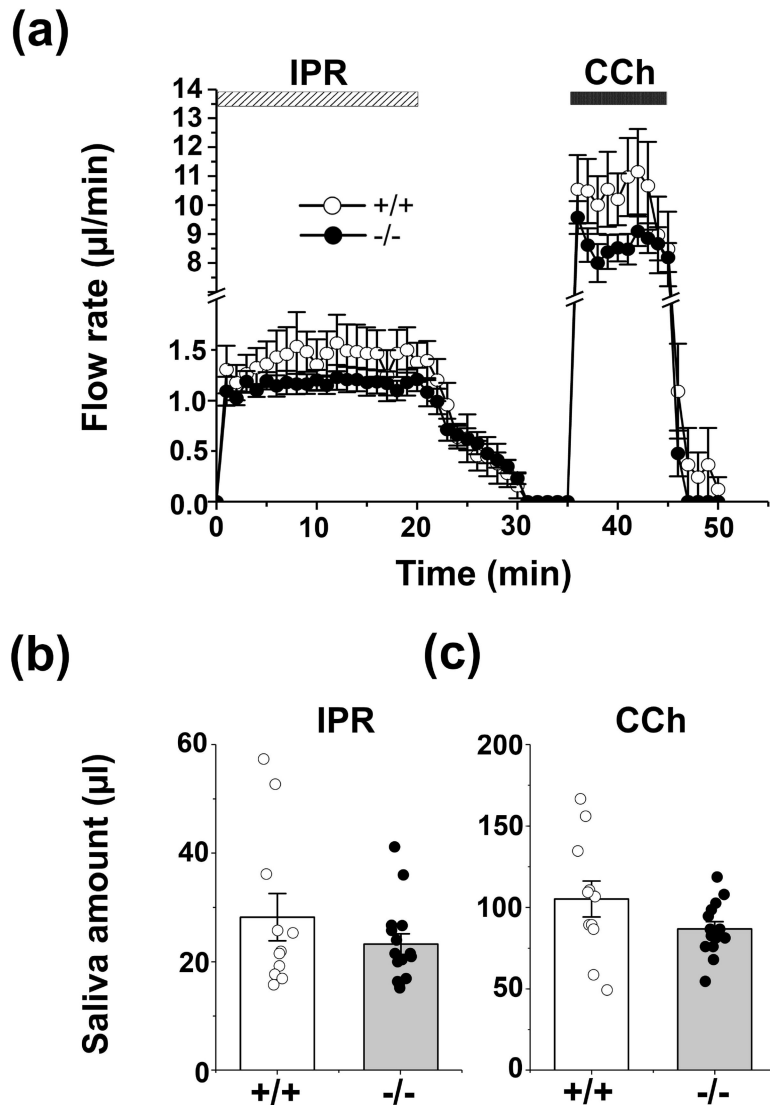 (a)
IPR CCh
14
13
12
11
10
9
8
1.5
1.0
0.5
0.0
Flow rate (µl/min)
+/+
-/-
0 10 20 30 40 50
Time (min)
(b) (c)
IPR CCh
Saliva amount (µl)
60
40
20
0
200
150
100
50
0
+/+ -/- +/+ -/-